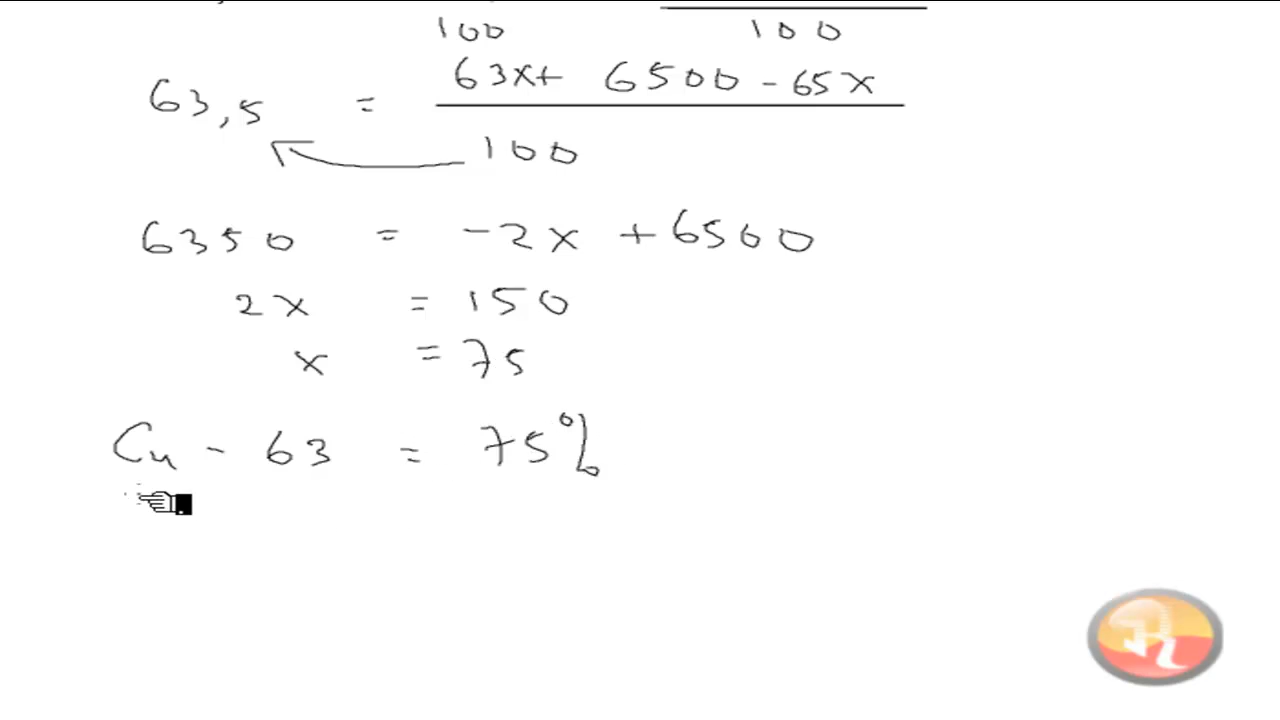 100 100
63x+ 6500 - 65x
63,5 =
100
6350 = -2x + 6500
2x = 150
x = 75
Cu - 63 = 75%